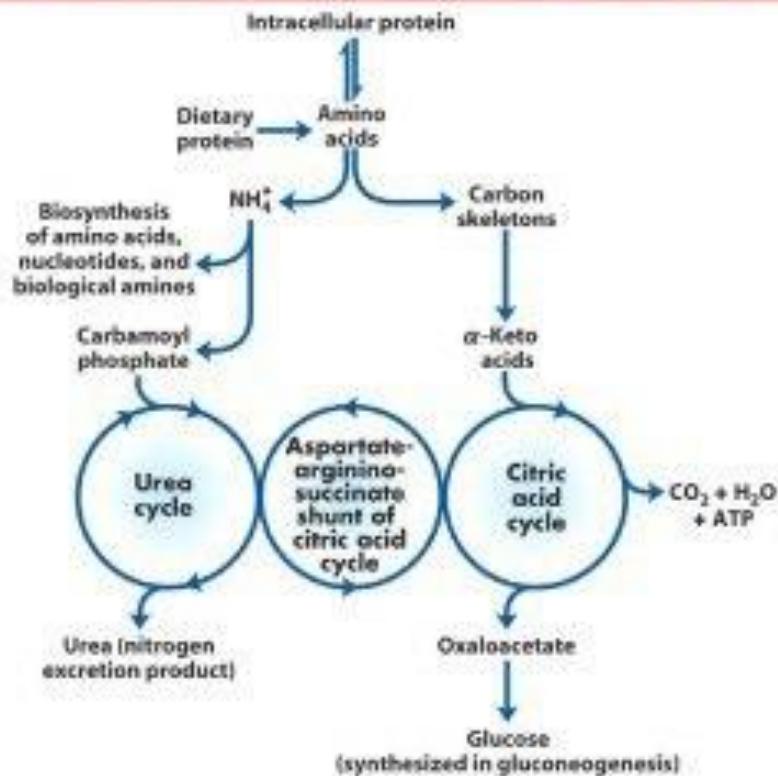 Intracellular protein
Dietary
protein
Amino
acids
NH₄⁺
Carbon
skeletons
Biosynthesis
of amino acids,
nucleotides, and
biological amines
Carbamoyl
phosphate
α-Keto
acids
Urea
cycle
Aspartate-
arginino-
succinate
shunt of
citric acid
cycle
Citric
acid
cycle
CO₂ + H₂O
+ ATP
Urea (nitrogen
excretion product)
Oxaloacetate
Glucose
(synthesized in gluconeogenesis)